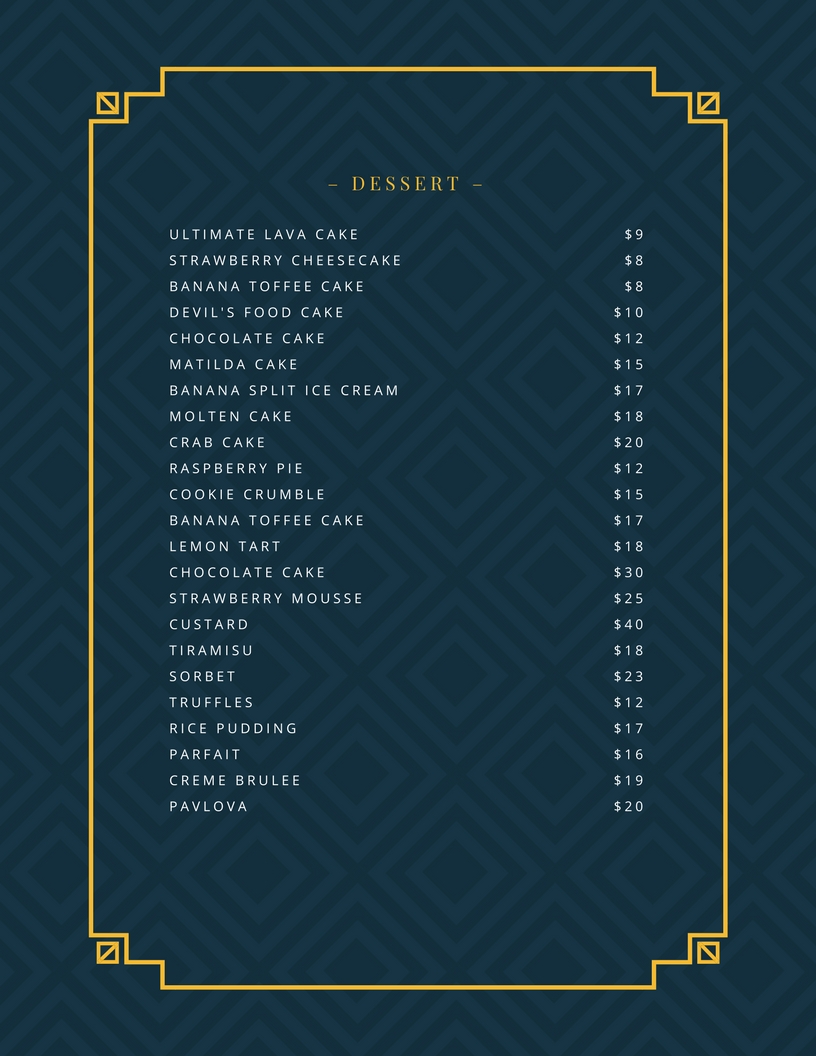 – DESSERT –
ULTIMATE LAVA CAKE $9
STRAWBERRY CHEESECAKE $8
BANANA TOFFEE CAKE $8
DEVIL'S FOOD CAKE $10
CHOCOLATE CAKE $12
MATILDA CAKE $15
BANANA SPLIT ICE CREAM $17
MOLTEN CAKE $18
CRAB CAKE $20
RASPBERRY PIE $12
COOKIE CRUMBLE $15
BANANA TOFFEE CAKE $17
LEMON TART $18
CHOCOLATE CAKE $30
STRAWBERRY MOUSSE $25
CUSTARD $40
TIRAMISU $18
SORBET $23
TRUFFLES $12
RICE PUDDING $17
PARFAIT $16
CREME BRULEE $19
PAVLOVA $20